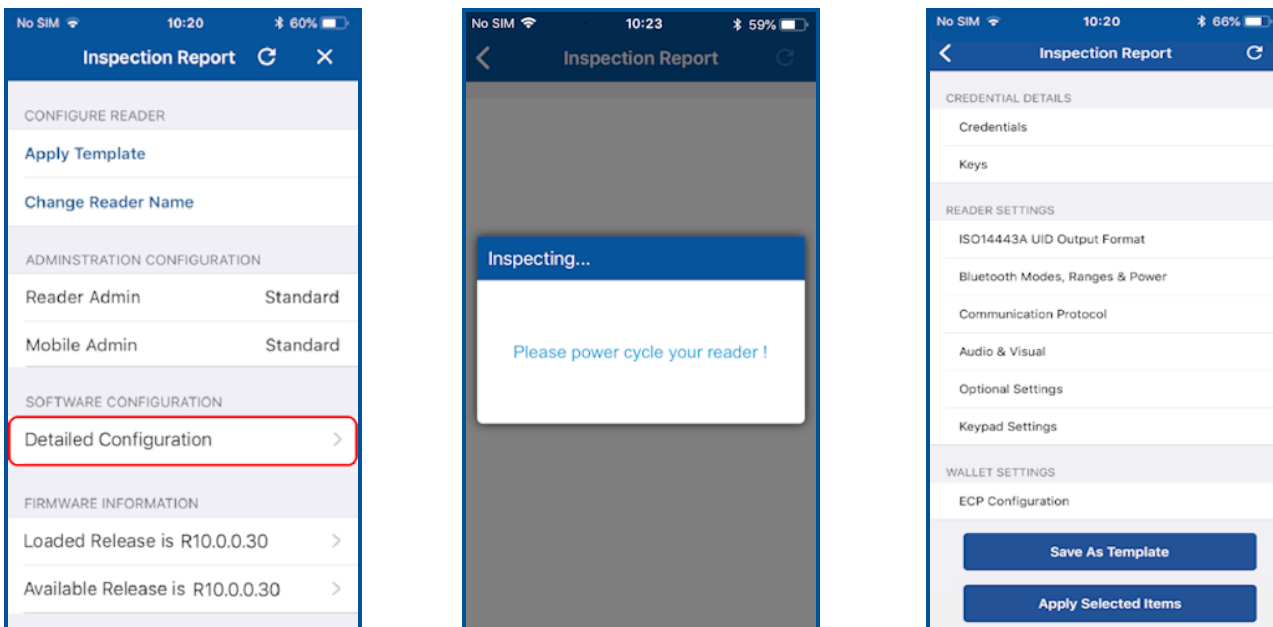 No SIM 10:20 60%
Inspection Report
CONFIGURE READER
Apply Template
Change Reader Name
ADMINSTRATION CONFIGURATION
Reader Admin Standard
Mobile Admin Standard
SOFTWARE CONFIGURATION
Detailed Configuration
FIRMWARE INFORMATION
Loaded Release is R10.0.0.30
Available Release is R10.0.0.30
No SIM 10:23 59%
Inspection Report
Inspecting...
Please power cycle your reader !
No SIM 10:20 66%
Inspection Report
CREDENTIAL DETAILS
Credentials
Keys
READER SETTINGS
ISO14443A UID Output Format
Bluetooth Modes, Ranges & Power
Communication Protocol
Audio & Visual
Optional Settings
Keypad Settings
WALLET SETTINGS
ECP Configuration
Save As Template
Apply Selected Items